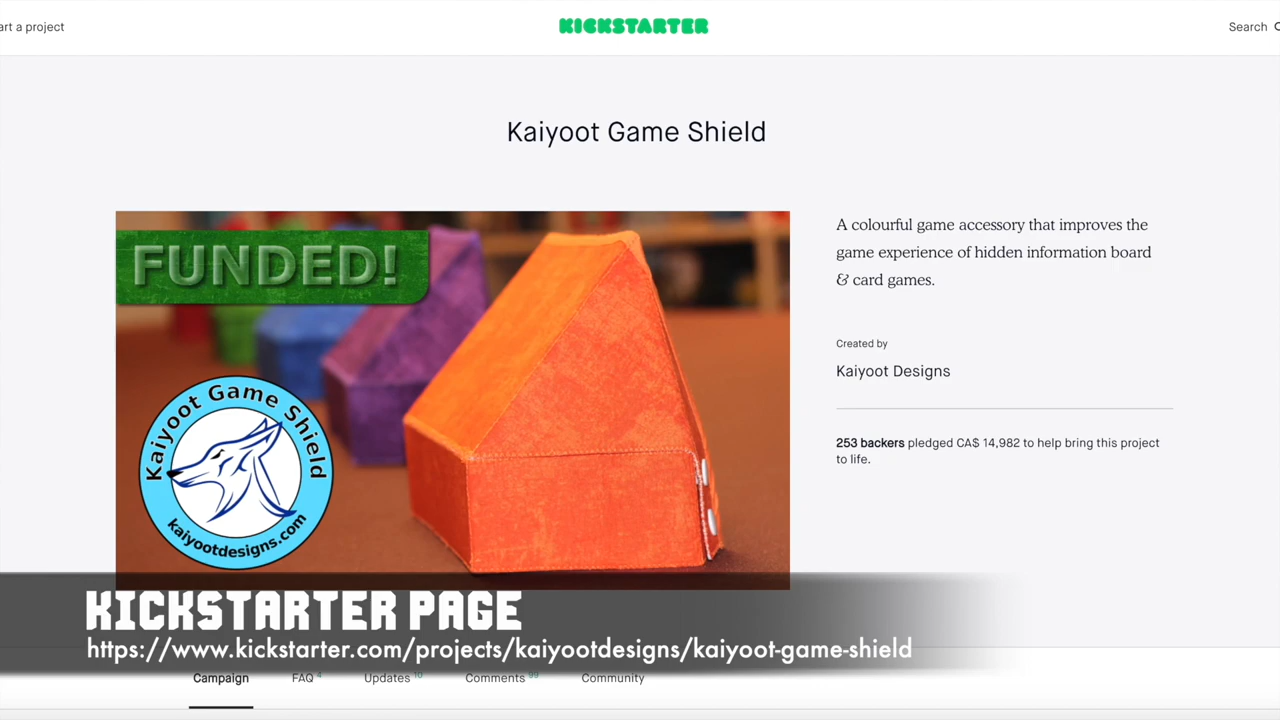 art a project
KICKSTARTER
Search
Kaiyoot Game Shield
FUNDED!
Kaiyoot Game Shield
kaiyootdesigns.com
A colourful game accessory that improves the
game experience of hidden information board
& card games.
Created by
Kaiyoot Designs
253 backers pledged CA$ 14,982 to help bring this project
to life.
KICKSTARTER PAGE
https://www.kickstarter.com/projects/kaiyootdesigns/kaiyoot-game-shield
Campaign
FAQ 4
Updates 10
Comments 99
Community